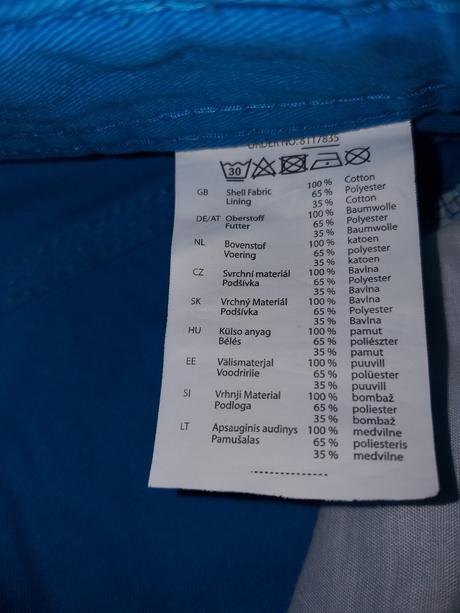 ORDER NO: 8117835
30
GB Shell Fabric 100 % Cotton
Lining 65 % Polyester
35 % Cotton
DE/AT Oberstoff 100 % Baumwolle
Futter 65 % Polyester
35 % Baumwolle
NL Bovenstof 100 % katoen
Voering 65 % polyester
35 % katoen
CZ Svrchní materiál 100 % Bavlna
Podšívka 65 % Polyester
35 % Bavlna
SK Vrchný Materiál 100 % Bavlna
Podšívka 65 % Polyester
35 % Bavlna
HU Külso anyag 100 % pamut
Bélés 65 % poliészter
35 % pamut
EE Välismaterjal 100 % puuvill
Voodririie 65 % polüester
35 % puuvill
SI Vrhnji Material 100 % bombaž
Podloga 65 % poliester
35 % bombaž
LT Apsauginis audinys 100 % medvilne
Pamušalas 65 % poliesteris
35 % medvilne